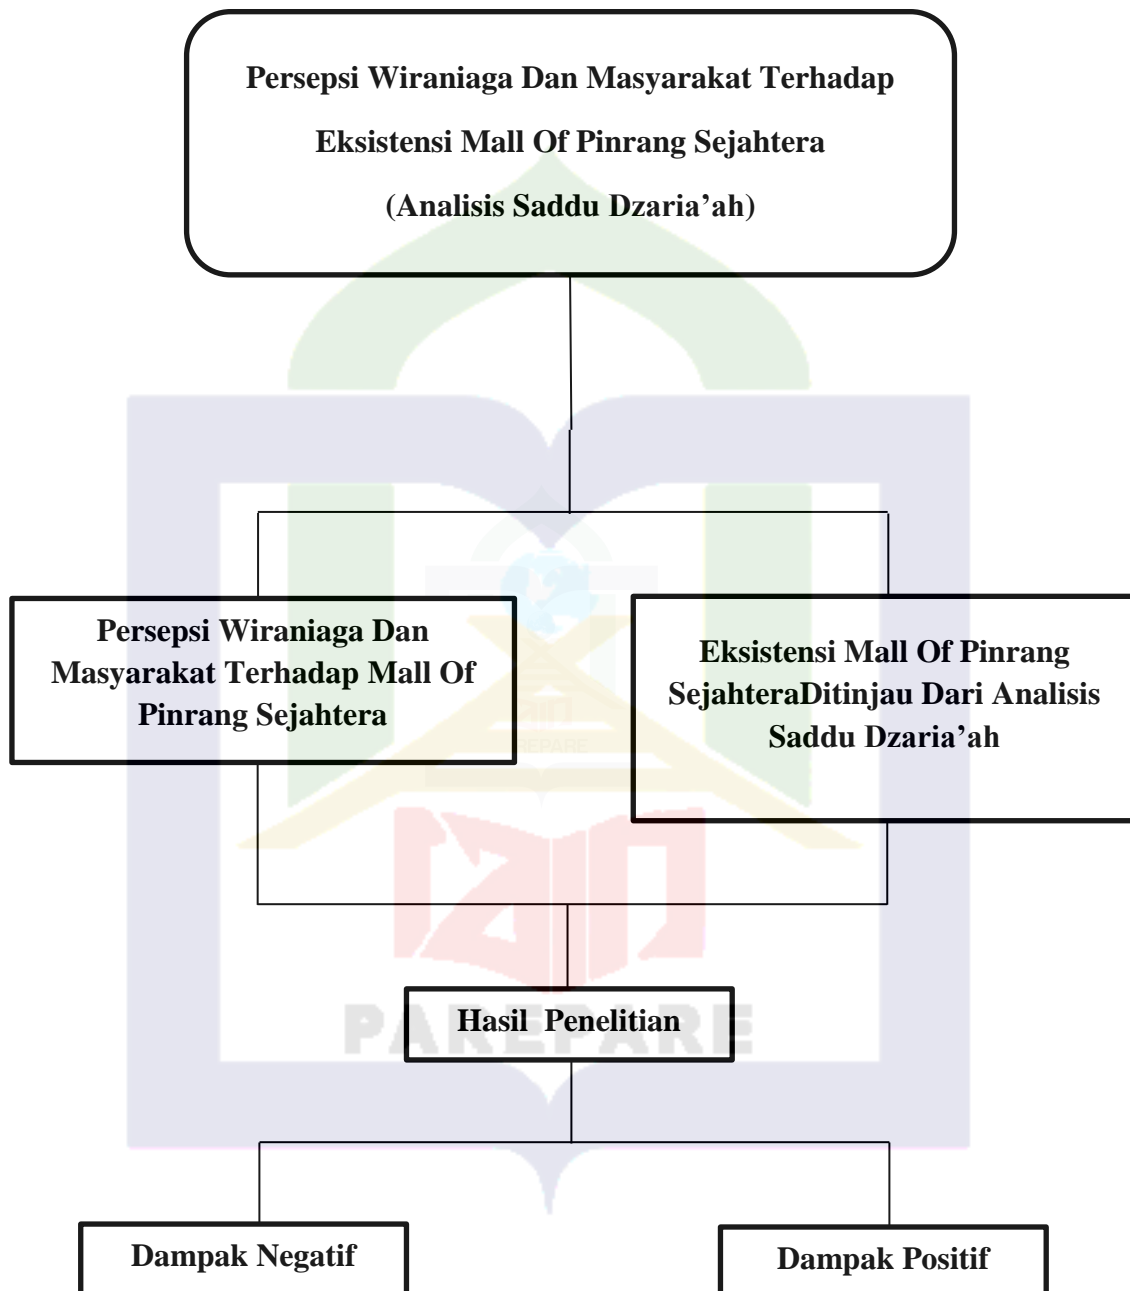 Persepsi Wiraniaga Dan Masyarakat Terhadap
Eksistensi Mall Of Pinrang Sejahtera
(Analisis Saddu Dzaria’ah)
Persepsi Wiraniaga Dan
Masyarakat Terhadap Mall Of
Pinrang Sejahtera
Eksistensi Mall Of Pinrang
SejahteraDitinjau Dari Analisis
Saddu Dzaria’ah
Hasil  Penelitian
PAREPARE
Dampak Negatif
Dampak Positif